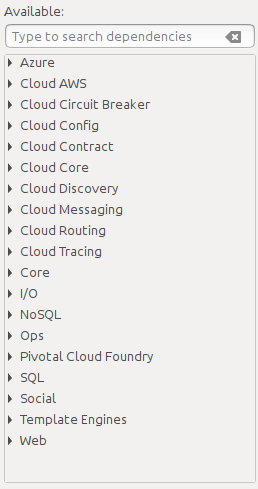 Available:
Type to search dependencies
Azure
Cloud AWS
Cloud Circuit Breaker
Cloud Config
Cloud Contract
Cloud Core
Cloud Discovery
Cloud Messaging
Cloud Routing
Cloud Tracing
Core
I/O
NoSQL
Ops
Pivotal Cloud Foundry
SQL
Social
Template Engines
Web